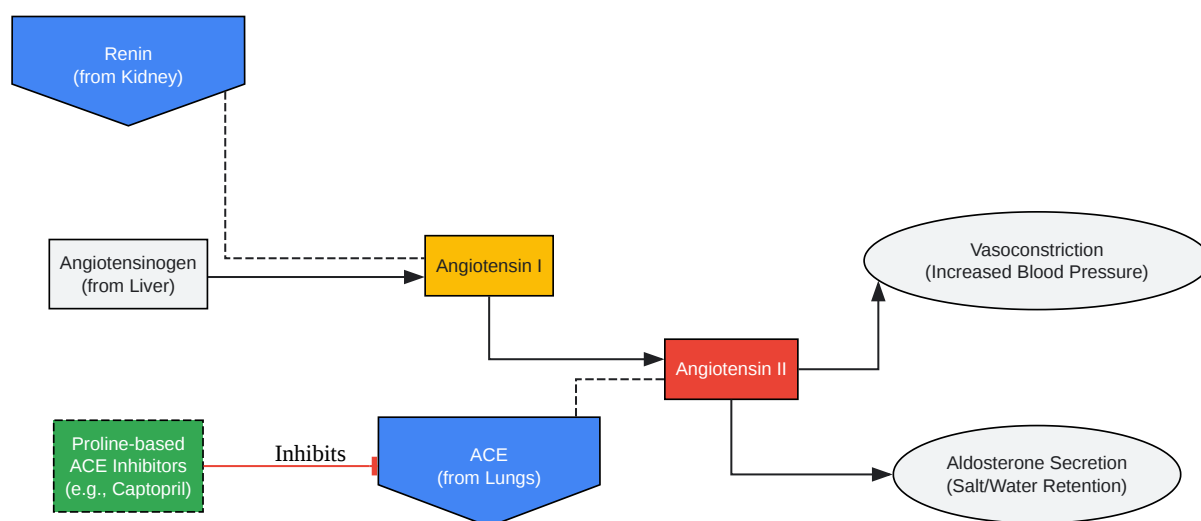 Renin
(from Kidney)
Angiotensinogen
(from Liver)
Angiotensin I
Vasoconstriction
(Increased Blood Pressure)
Angiotensin II
Proline-based
ACE Inhibitors
(e.g., Captopril)
Inhibits
ACE
(from Lungs)
Aldosterone Secretion
(Salt/Water Retention)